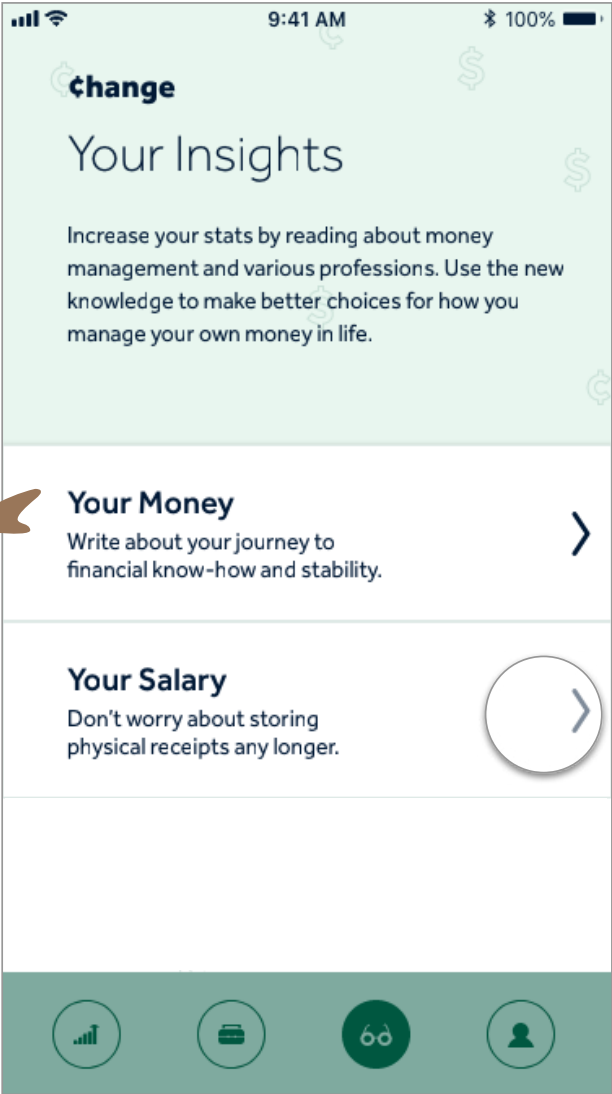 9:41 AM
100%
¢hange
Your Insights
Increase your stats by reading about money
management and various professions. Use the new
knowledge to make better choices for how you
manage your own money in life.
Your Money
Write about your journey to
financial know-how and stability.
Your Salary
Don't worry about storing
physical receipts any longer.